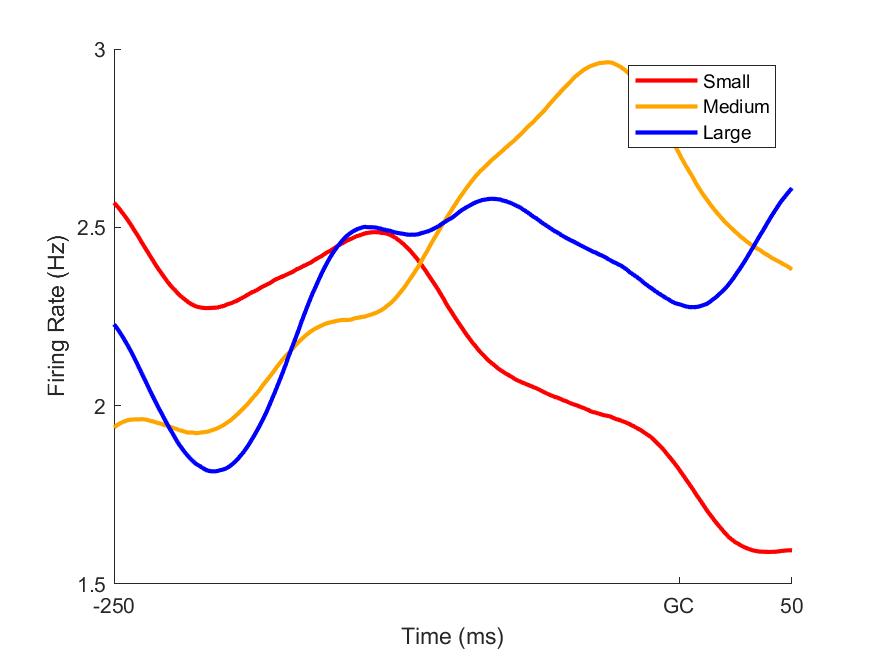 3
Small
Medium
Large
2.5
Firing Rate (Hz)
2
1.5
-250
GC
50
Time (ms)